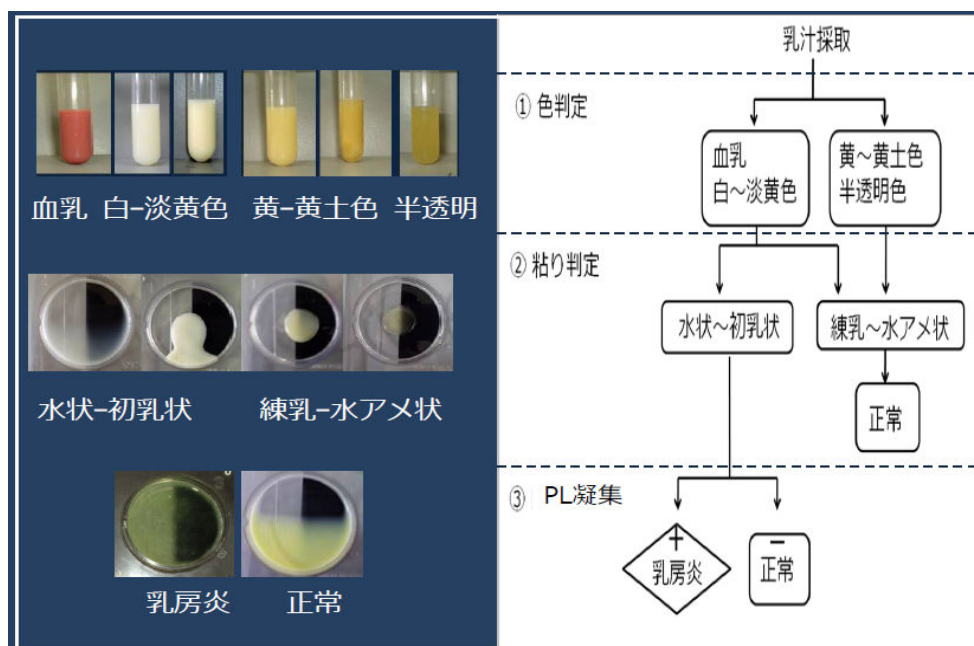 血乳 白-淡黄色 黄-黄土色 半透明
水状-初乳状 練乳-水アメ状
乳房炎 正常
乳汁採取
① 色判定
血乳
白～淡黄色
黄～黄土色
半透明色
② 粘り判定
水状～初乳状
練乳～水アメ状
正常
③ PL凝集
＋
乳房炎
－
正常